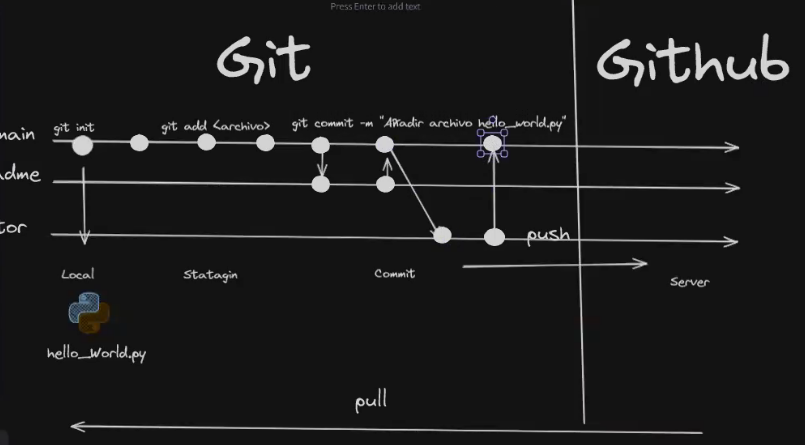 Press Enter to add text
Git
Github
git init
git add <archivo>
git commit -m "Añadir archivo hello_world.py"
main
adme
tor
push
Local
Statagin
Commit
Server
hello_World.py
pull